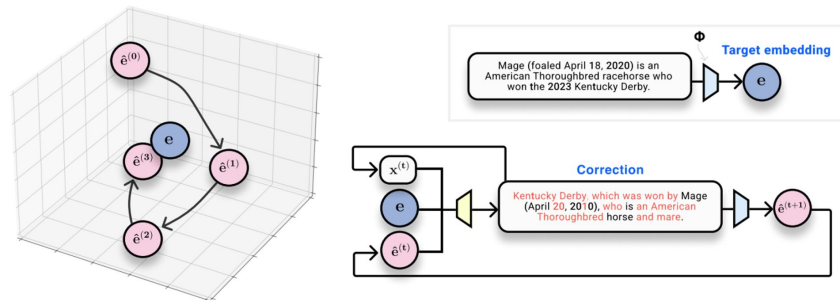 ê(0)
e
ê(3)
ê(1)
ê(2)
Φ
Target embedding
Mage (foaled April 18, 2020) is an
American Thoroughbred racehorse who
won the 2023 Kentucky Derby.
e
Correction
x(t)
e
ê(t)
Kentucky Derby. which was won by Mage
(April 20, 2010), who is an American
Thoroughbred horse and mare.
ê(t+1)